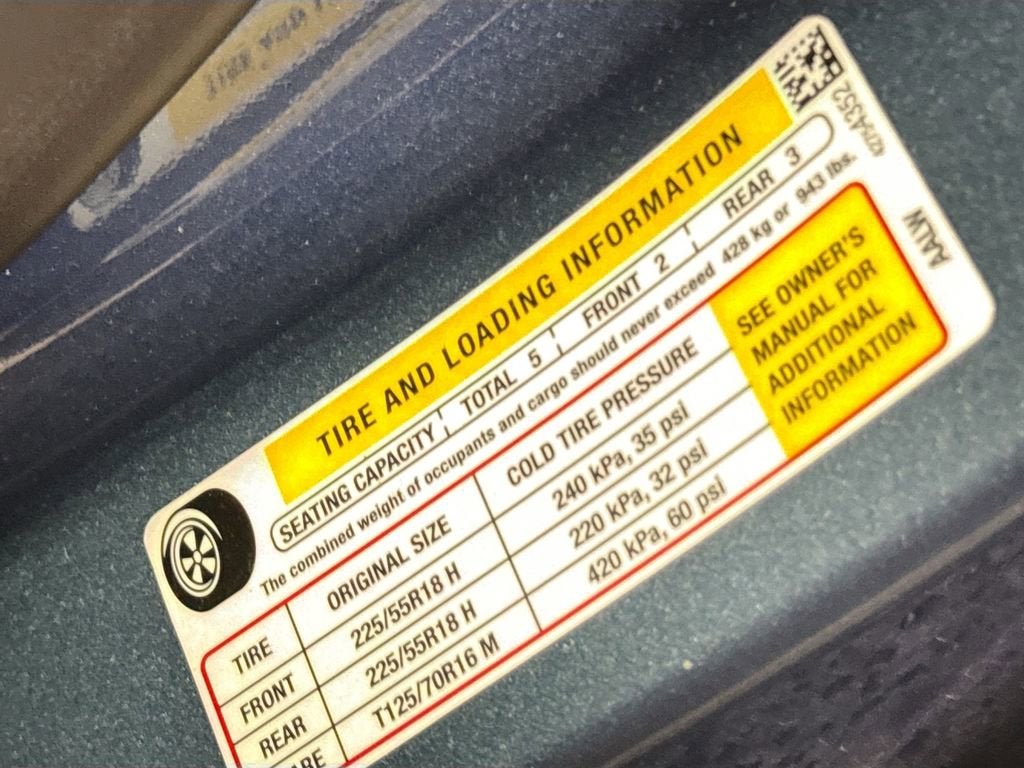 TIRE AND LOADING INFORMATION
SEATING CAPACITY TOTAL 5 FRONT 2 REAR 3
The combined weight of occupants and cargo should never exceed 428 kg or 943 lbs.
TIRE ORIGINAL SIZE COLD TIRE PRESSURE
FRONT 225/55R18 H 240 kPa, 35 psi
REAR 225/55R18 H 220 kPa, 32 psi
ARE T125/70R16 M 420 kPa, 60 psi
SEE OWNER'S
MANUAL FOR
ADDITIONAL
INFORMATION
AALW